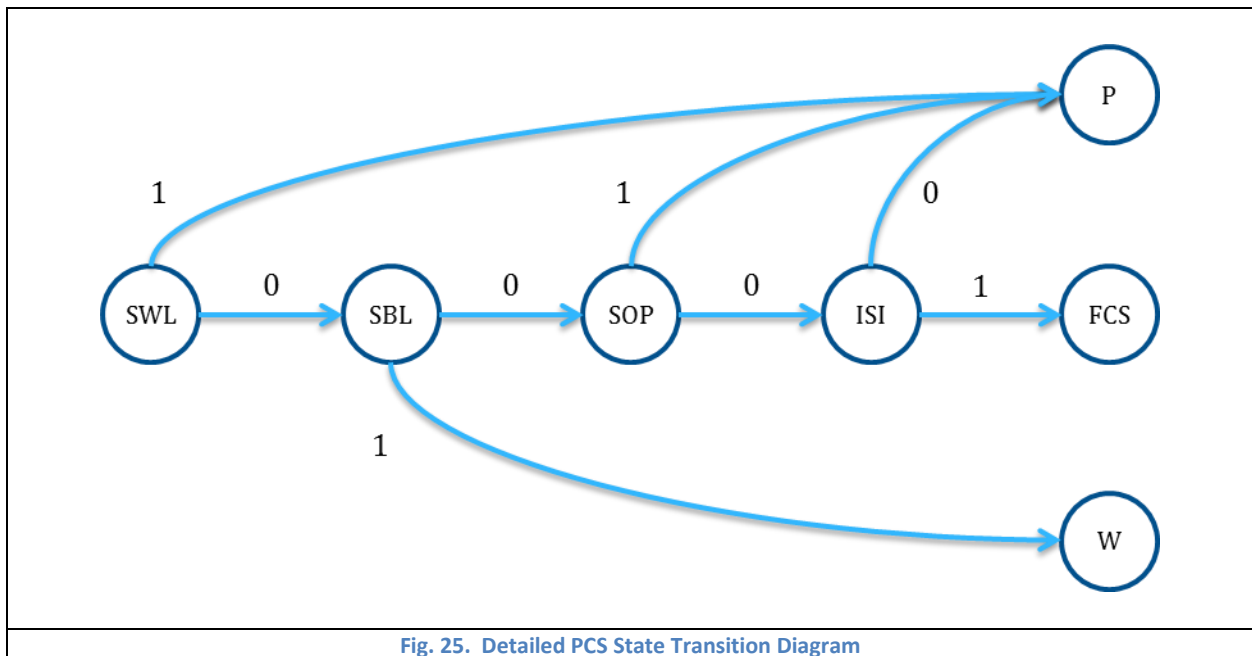 P
1
1
0
0
0
0
1
SWL
SBL
SOP
ISI
FCS
1
W
Fig. 25. Detailed PCS State Transition Diagram